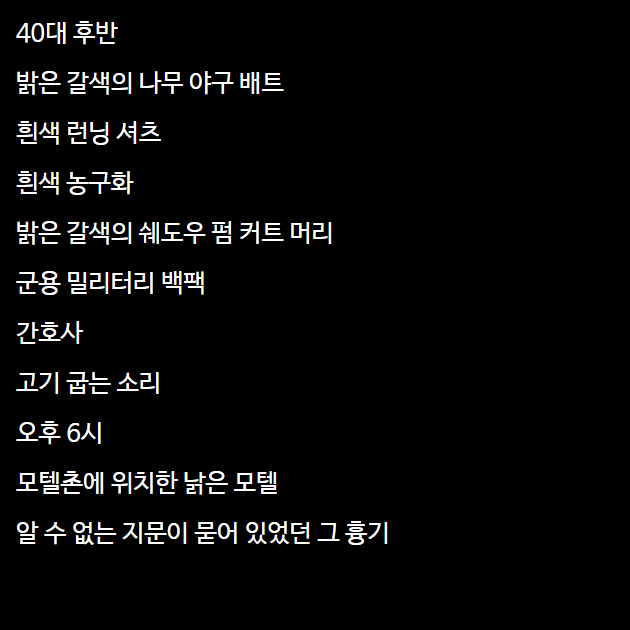 40대 후반
밝은 갈색의 나무 야구 배트
흰색 런닝 셔츠
흰색 농구화
밝은 갈색의 쉐도우 펌 커트 머리
군용 밀리터리 백팩
간호사
고기 굽는 소리
오후 6시
모텔촌에 위치한 낡은 모텔
알 수 없는 지문이 묻어 있었던 그 흉기